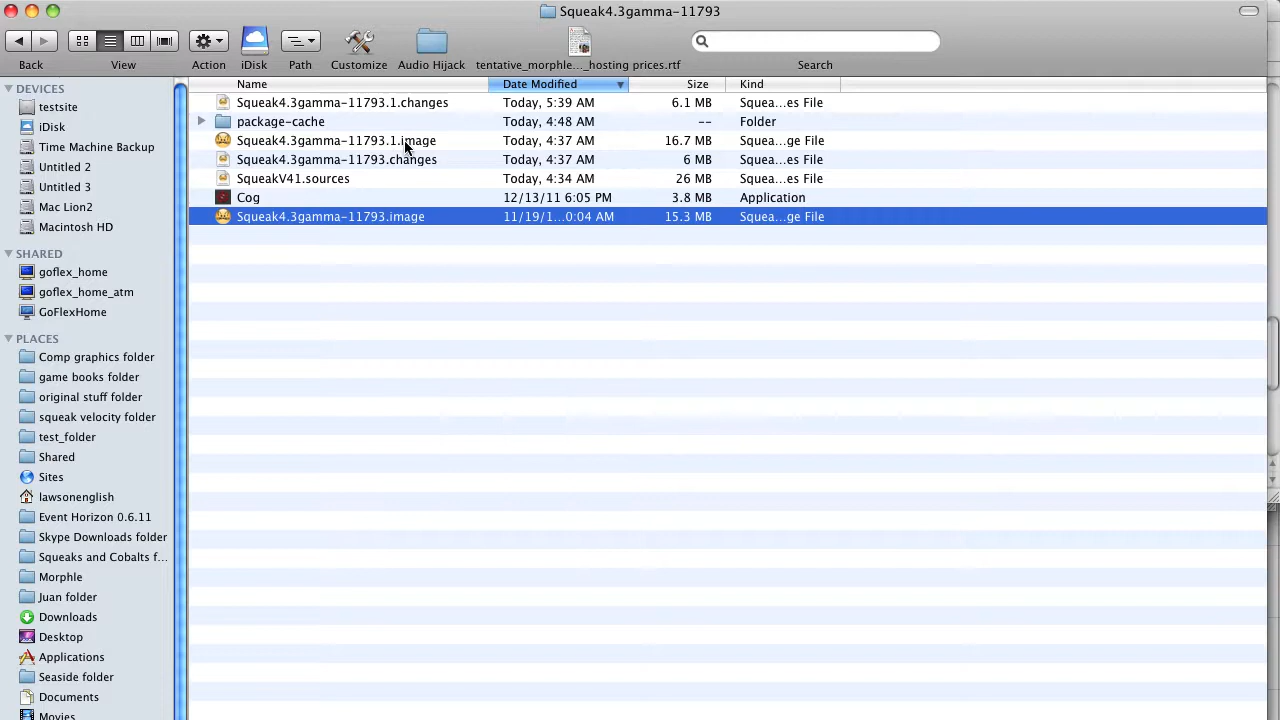 Squeak4.3gamma-11793
Back View Action iDisk Path Customize Audio Hijack tentative_morphle..._hosting prices.rtf Search
Name Date Modified Size Kind
Squeak4.3gamma-11793.1.changes Today, 5:39 AM 6.1 MB Squea...es File
package-cache Today, 4:48 AM -- Folder
Squeak4.3gamma-11793.1.image Today, 4:37 AM 16.7 MB Squea...ge File
Squeak4.3gamma-11793.changes Today, 4:37 AM 6 MB Squea...es File
SqueakV41.sources Today, 4:34 AM 26 MB Squea...es File
Cog 12/13/11 6:05 PM 3.8 MB Application
Squeak4.3gamma-11793.image 11/19/1...0:04 AM 15.3 MB Squea...ge File
DEVICES
testsite
iDisk
Time Machine Backup
Untitled 2
Untitled 3
Mac Lion2
Macintosh HD
SHARED
goflex_home
goflex_home_atm
GoFlexHome
PLACES
Comp graphics folder
game books folder
original stuff folder
squeak velocity folder
test_folder
Shared
Sites
lawsonenglish
Event Horizon 0.6.11
Skype Downloads folder
Squeaks and Cobalts f...
Morphle
Juan folder
Downloads
Desktop
Applications
Seaside folder
Documents
Movies